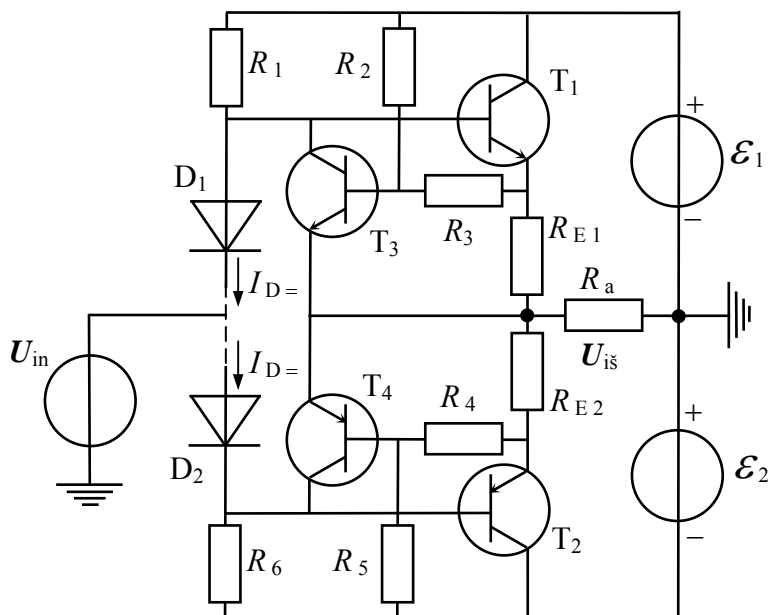 R1
R2
T1
+
ε1
−
D1
T3
R3
RE1
ID=
Ra
Uin
Uiš
ID=
T4
R4
RE2
+
ε2
−
D2
T2
R6
R5